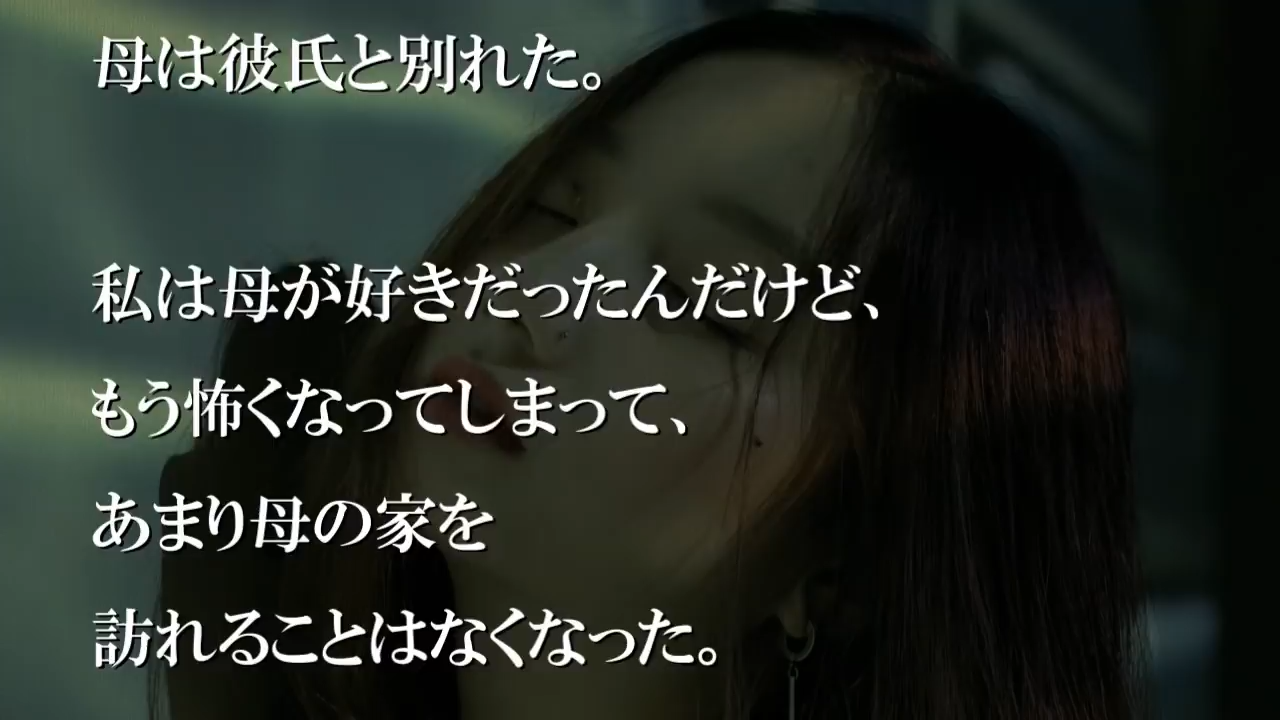 母は彼氏と別れた。
私は母が好きだったんだけど、
もう怖くなってしまって、
あまり母の家を
訪れることはなくなった。